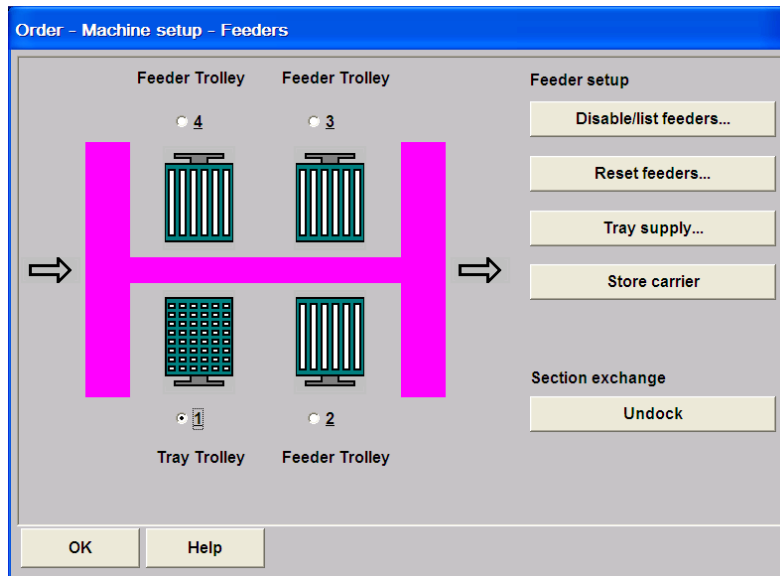 Order - Machine setup - Feeders
Feeder Trolley Feeder Trolley
4 3
1 2
Tray Trolley Feeder Trolley
Feeder setup
Disable/list feeders...
Reset feeders...
Tray supply...
Store carrier
Section exchange
Undock
OK Help